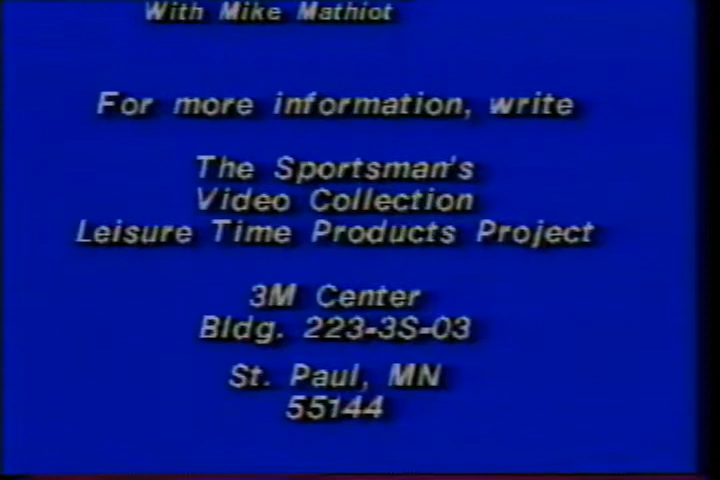 With Mike Mathiot
For more information, write
The Sportsman's
Video Collection
Leisure Time Products Project
3M Center
Bldg. 223-3S-03
St. Paul, MN
55144